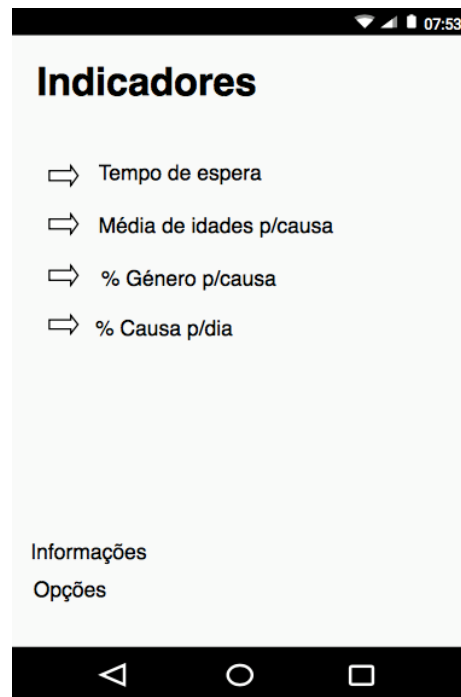 07:53
Indicadores
Tempo de espera
Média de idades p/causa
% Género p/causa
% Causa p/dia
Informações
Opções